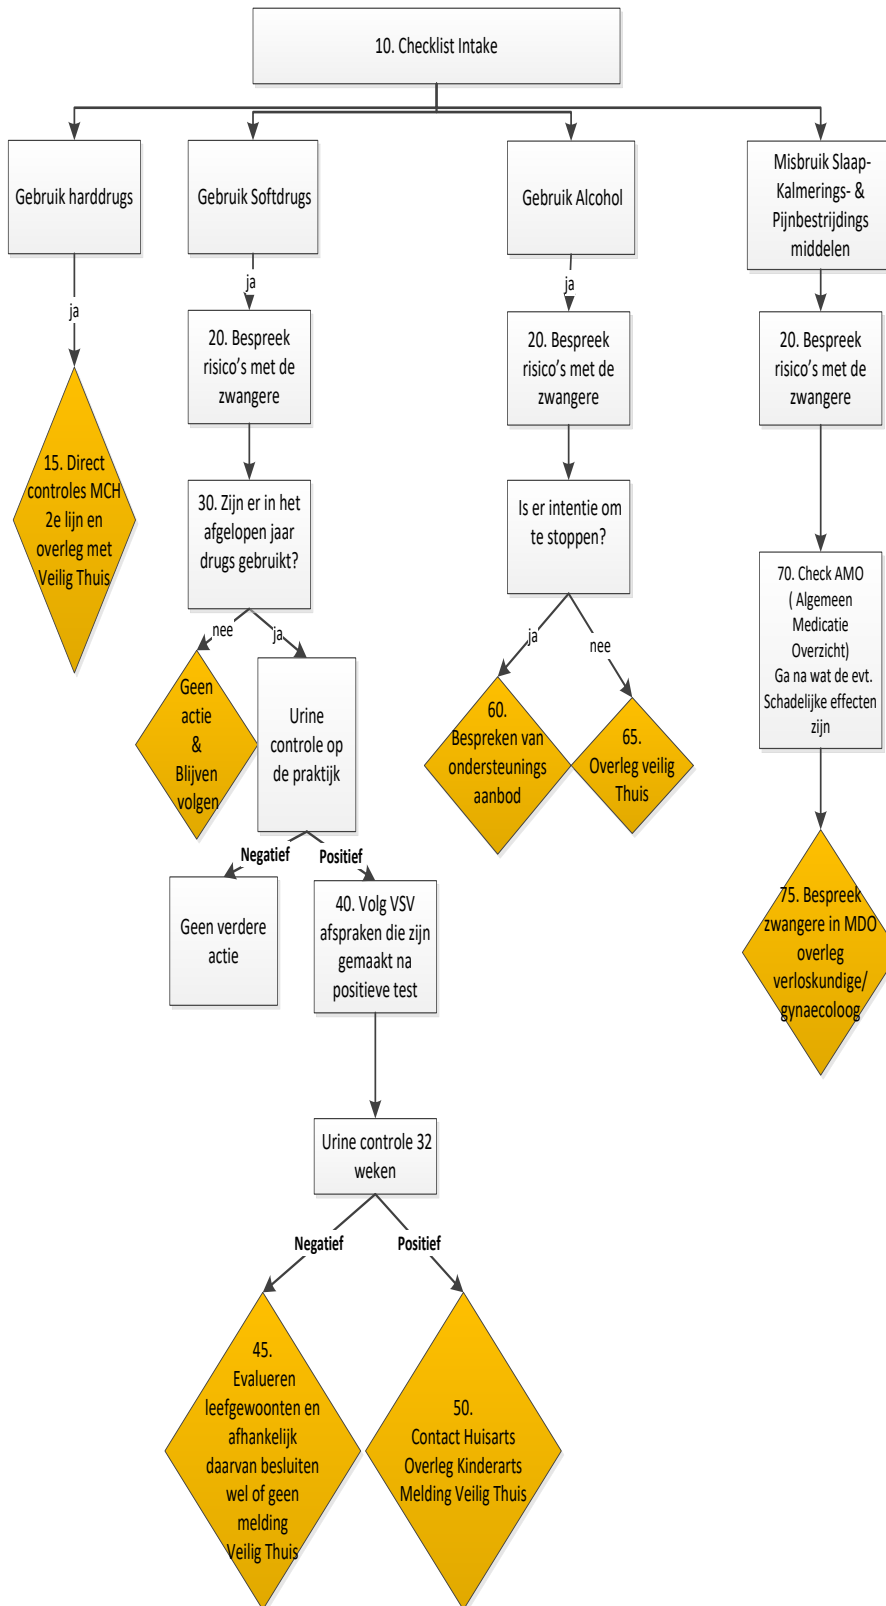 10. Checklist Intake
Gebruik harddrugs
Gebruik Softdrugs
Gebruik Alcohol
Misbruik Slaap-
Kalmerings- &
Pijnbestrijdings
middelen
ja
ja
ja
20. Bespreek
risico's met de
zwangere
20. Bespreek
risico's met de
zwangere
20. Bespreek
risico's met de
zwangere
15. Direct
controles MCH
2e lijn en
overleg met
Veilig Thuis
30. Zijn er in het
afgelopen jaar
drugs gebruikt?
Is er intentie om
te stoppen?
70. Check AMO
( Algemeen
Medicatie
Overzicht)
Ga na wat de evt.
Schadelijke effecten
zijn
nee
ja
ja
nee
Geen
actie
&
Blijven
volgen
Urine
controle op
de praktijk
60.
Bespreken van
ondersteunings
aanbod
65.
Overleg veilig
Thuis
Negatief
Positief
Geen verdere
actie
40. Volg VSV
afspraken die zijn
gemaakt na
positieve test
75. Bespreek
zwangere in MDO
overleg
verloskundige/
gynaecoloog
Urine controle 32
weken
Negatief
Positief
45.
Evalueren
leefgewoonten en
afhankelijk
daarvan besluiten
wel of geen
melding
Veilig Thuis
50.
Contact Huisarts
Overleg Kinderarts
Melding Veilig Thuis